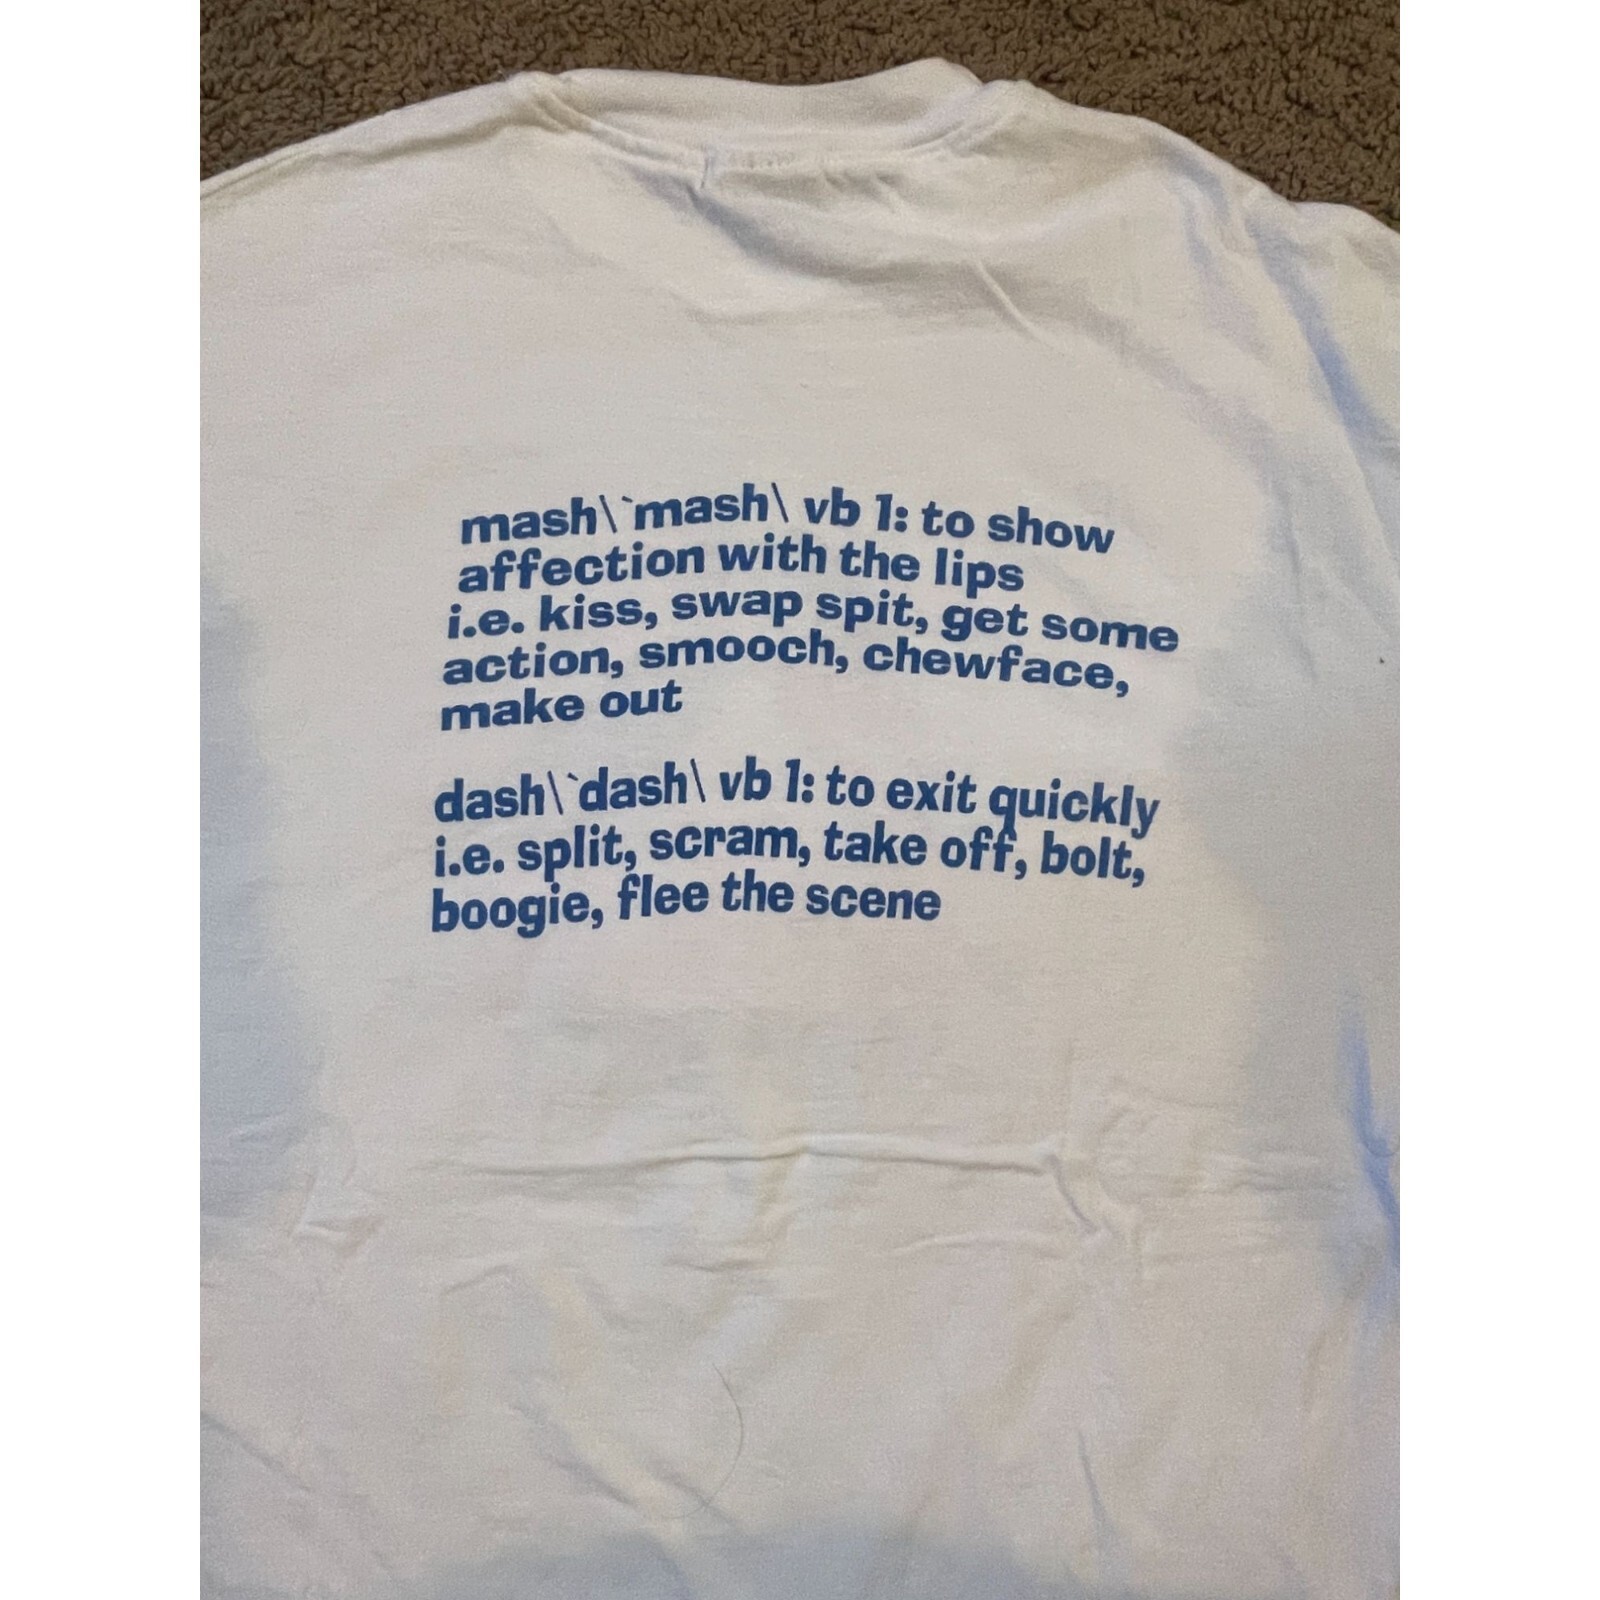 mash\`mash\ vb 1: to show
affection with the lips
i.e. kiss, swap spit, get some
action, smooch, chewface,
make out
dash\`dash\ vb 1: to exit quickly
i.e. split, scram, take off, bolt,
boogie, flee the scene